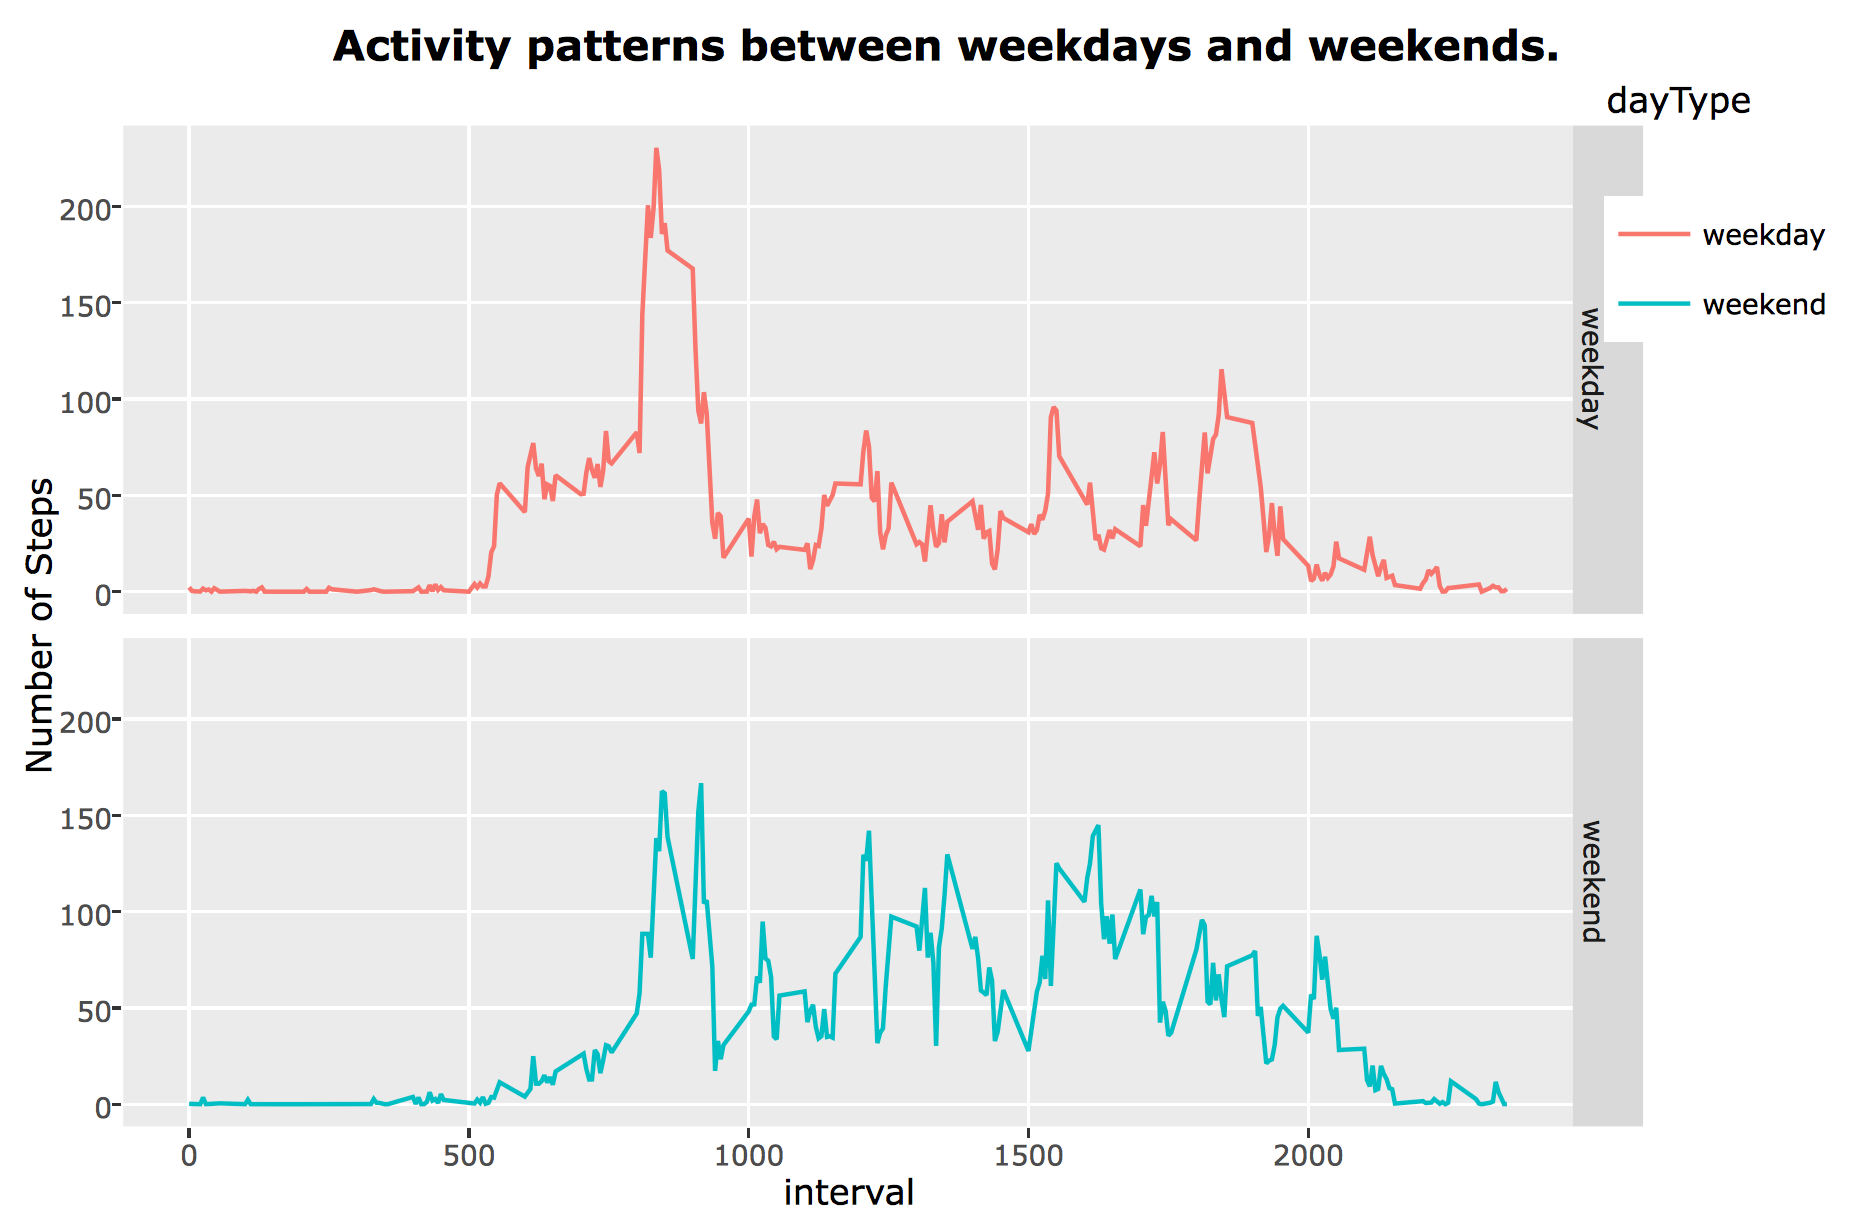 Activity patterns between weekdays and weekends.
dayType
weekday
weekend
Number of Steps
200
150
100
50
0
weekday
200
150
100
50
0
weekend
0 500 1000 1500 2000
interval